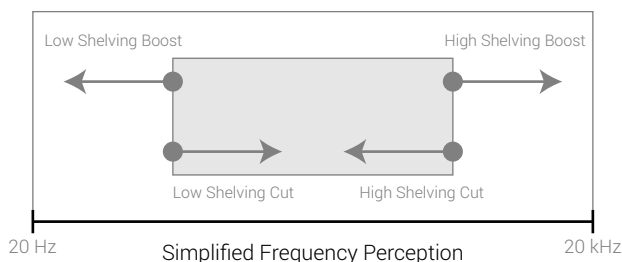 Low Shelving Boost
High Shelving Boost
Low Shelving Cut
High Shelving Cut
20 Hz
Simplified Frequency Perception
20 kHz